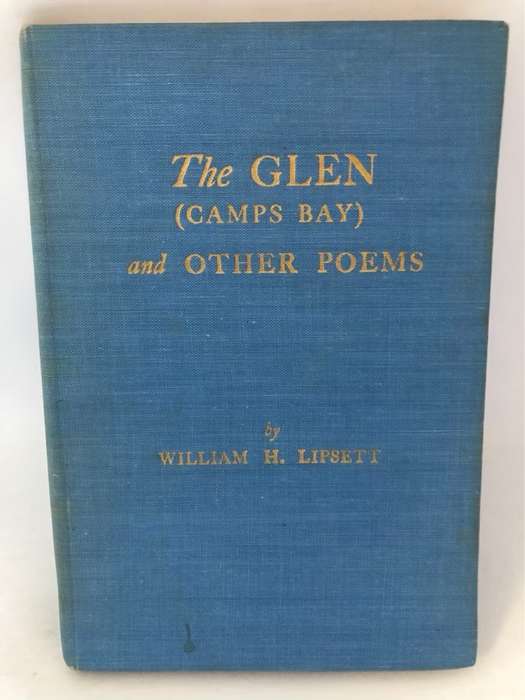 The GLEN
(CAMPS BAY)
and OTHER POEMS
by
WILLIAM H. LIPSETT